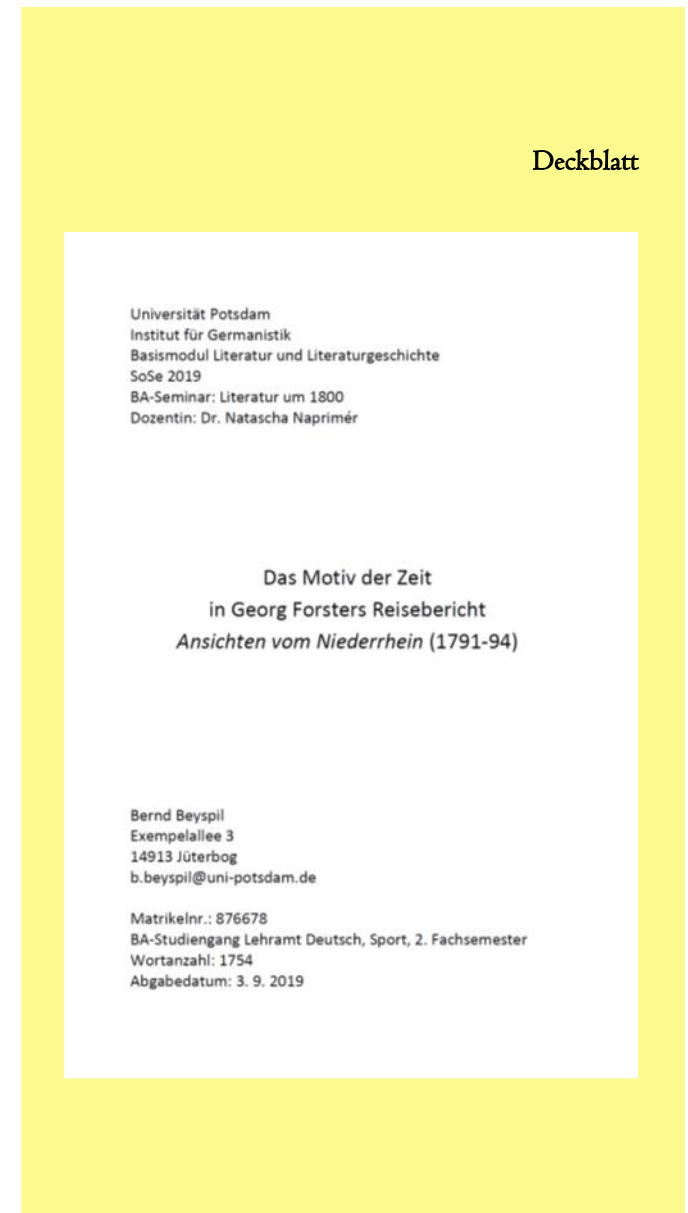 Deckblatt
Universität Potsdam
Institut für Germanistik
Basismodul Literatur und Literaturgeschichte
SoSe 2019
BA-Seminar: Literatur um 1800
Dozentin: Dr. Natascha Naprimér
Das Motiv der Zeit
in Georg Forsters Reisebericht
Ansichten vom Niederrhein (1791-94)
Bernd Beyspil
Exempelallee 3
14913 Jüterbog
b.beyspil@uni-potsdam.de
Matrikelnr.: 876678
BA-Studiengang Lehramt Deutsch, Sport, 2. Fachsemester
Wortanzahl: 1754
Abgabedatum: 3. 9. 2019